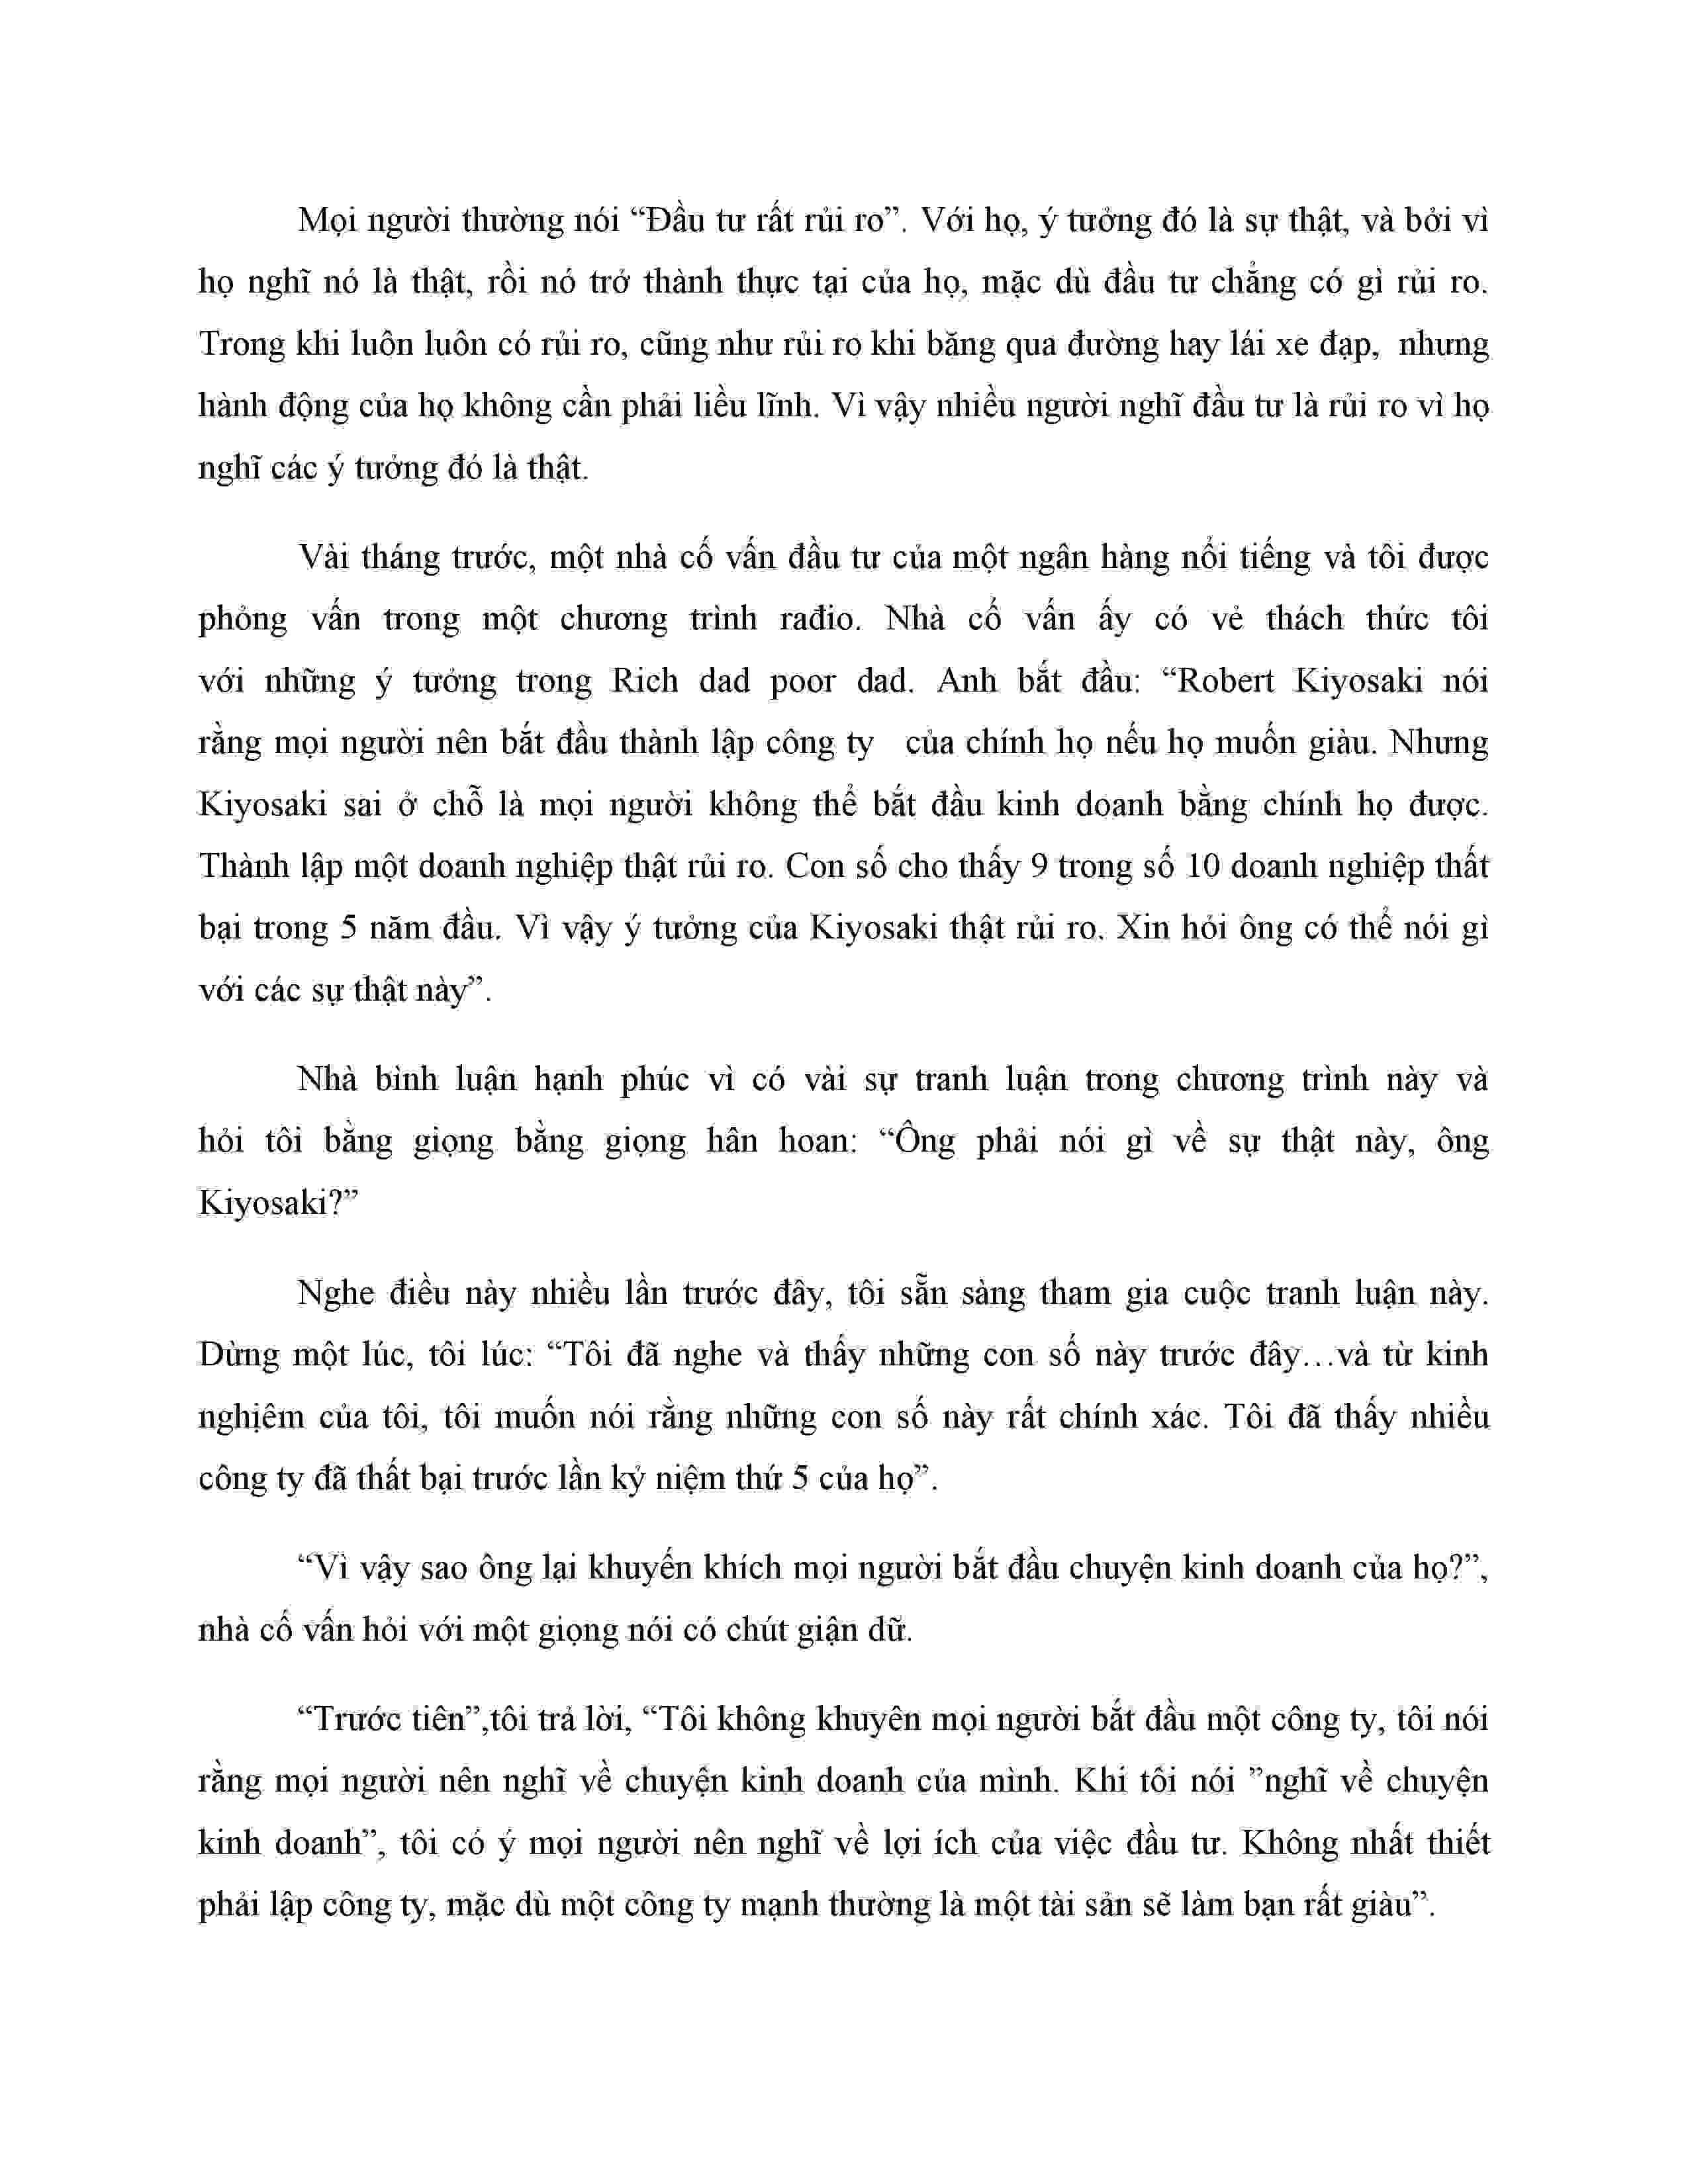 Mọi người thường nói “Đầu tư rất rủi ro”. Với họ, ý tưởng đó là sự thật, và bởi vì
họ nghĩ nó là thật, rồi nó trở thành thực tại của họ, mặc dù đầu tư chẳng có gì rủi ro.
Trong khi luôn luôn có rủi ro, cũng như rủi ro khi băng qua đường hay lái xe đạp, nhưng
hành động của họ không cần phải liều lĩnh. Vì vậy nhiều người nghĩ đầu tư là rủi ro vì họ
nghĩ các ý tưởng đó là thật.
Vài tháng trước, một nhà cố vấn đầu tư của một ngân hàng nổi tiếng và tôi được
phỏng vấn trong một chương trình rađio. Nhà cố vấn ấy có vẻ thách thức tôi
với những ý tưởng trong Rich dad poor dad. Anh bắt đầu: “Robert Kiyosaki nói
rằng mọi người nên bắt đầu thành lập công ty của chính họ nếu họ muốn giàu. Nhưng
Kiyosaki sai ở chỗ là mọi người không thể bắt đầu kinh doanh bằng chính họ được.
Thành lập một doanh nghiệp thật rủi ro. Con số cho thấy 9 trong số 10 doanh nghiệp thất
bại trong 5 năm đầu. Vì vậy ý tưởng của Kiyosaki thật rủi ro. Xin hỏi ông có thể nói gì
với các sự thật này”.
Nhà bình luận hạnh phúc vì có vài sự tranh luận trong chương trình này và
hỏi tôi bằng giọng bằng giọng hân hoan: “Ông phải nói gì về sự thật này, ông
Kiyosaki?”
Nghe điều này nhiều lần trước đây, tôi sẵn sàng tham gia cuộc tranh luận này.
Dừng một lúc, tôi lúc: “Tôi đã nghe và thấy những con số này trước đây…và từ kinh
nghịêm của tôi, tôi muốn nói rằng những con số này rất chính xác. Tôi đã thấy nhiều
công ty đã thất bại trước lần kỷ niệm thứ 5 của họ”.
“Vì vậy sao ông lại khuyến khích mọi người bắt đầu chuyện kinh doanh của họ?”,
nhà cố vấn hỏi với một giọng nói có chút giận dữ.
“Trước tiên”,tôi trả lời, “Tôi không khuyên mọi người bắt đầu một công ty, tôi nói
rằng mọi người nên nghĩ về chuyện kinh doanh của mình. Khi tôi nói ”nghĩ về chuyện
kinh doanh”, tôi có ý mọi người nên nghĩ về lợi ích của việc đầu tư. Không nhất thiết
phải lập công ty, mặc dù một công ty mạnh thường là một tài sản sẽ làm bạn rất giàu”.